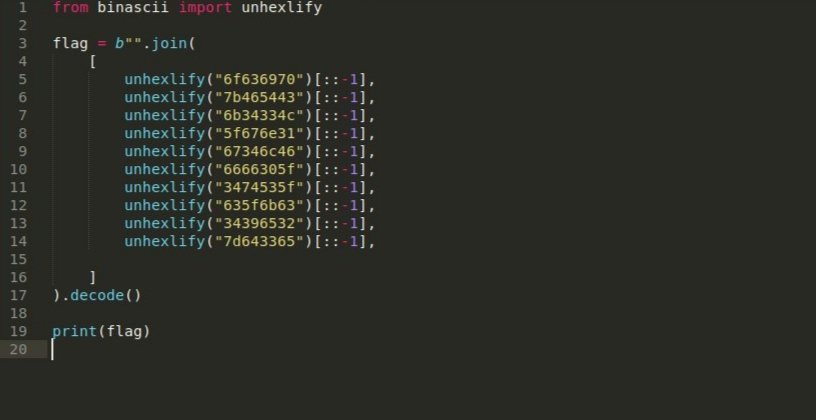 1 from binascii import unhexlify
2
3 flag = b"".join(
4     [
5         unhexlify("6f636970")[::-1],
6         unhexlify("7b465443")[::-1],
7         unhexlify("6b34334c")[::-1],
8         unhexlify("5f676e31")[::-1],
9         unhexlify("67346c46")[::-1],
10         unhexlify("6666305f")[::-1],
11         unhexlify("3474535f")[::-1],
12         unhexlify("635f6b63")[::-1],
13         unhexlify("34396532")[::-1],
14         unhexlify("7d643365")[::-1],
15
16     ]
17 ).decode()
18
19 print(flag)
20